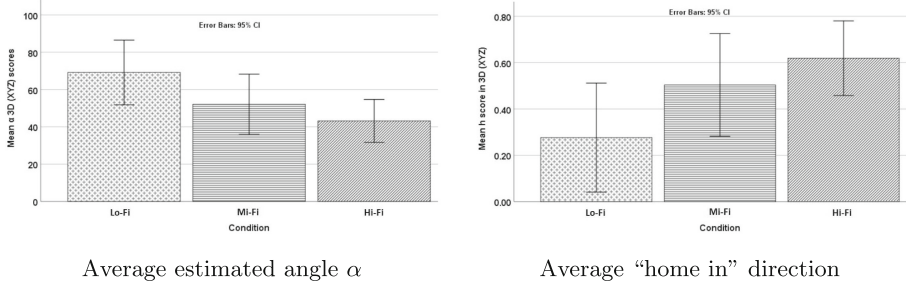 100
Error Bars: 95% CI
80
60
40
20
0
Mean α 3D (XYZ) scores
Lo-Fi
Mi-Fi
Hi-Fi
Condition
Average estimated angle α
0.80
Error Bars: 95% CI
0.60
0.40
0.20
0.00
Mean h score in 3D (XYZ)
Lo-Fi
Mi-Fi
Hi-Fi
Condition
Average “home in” direction